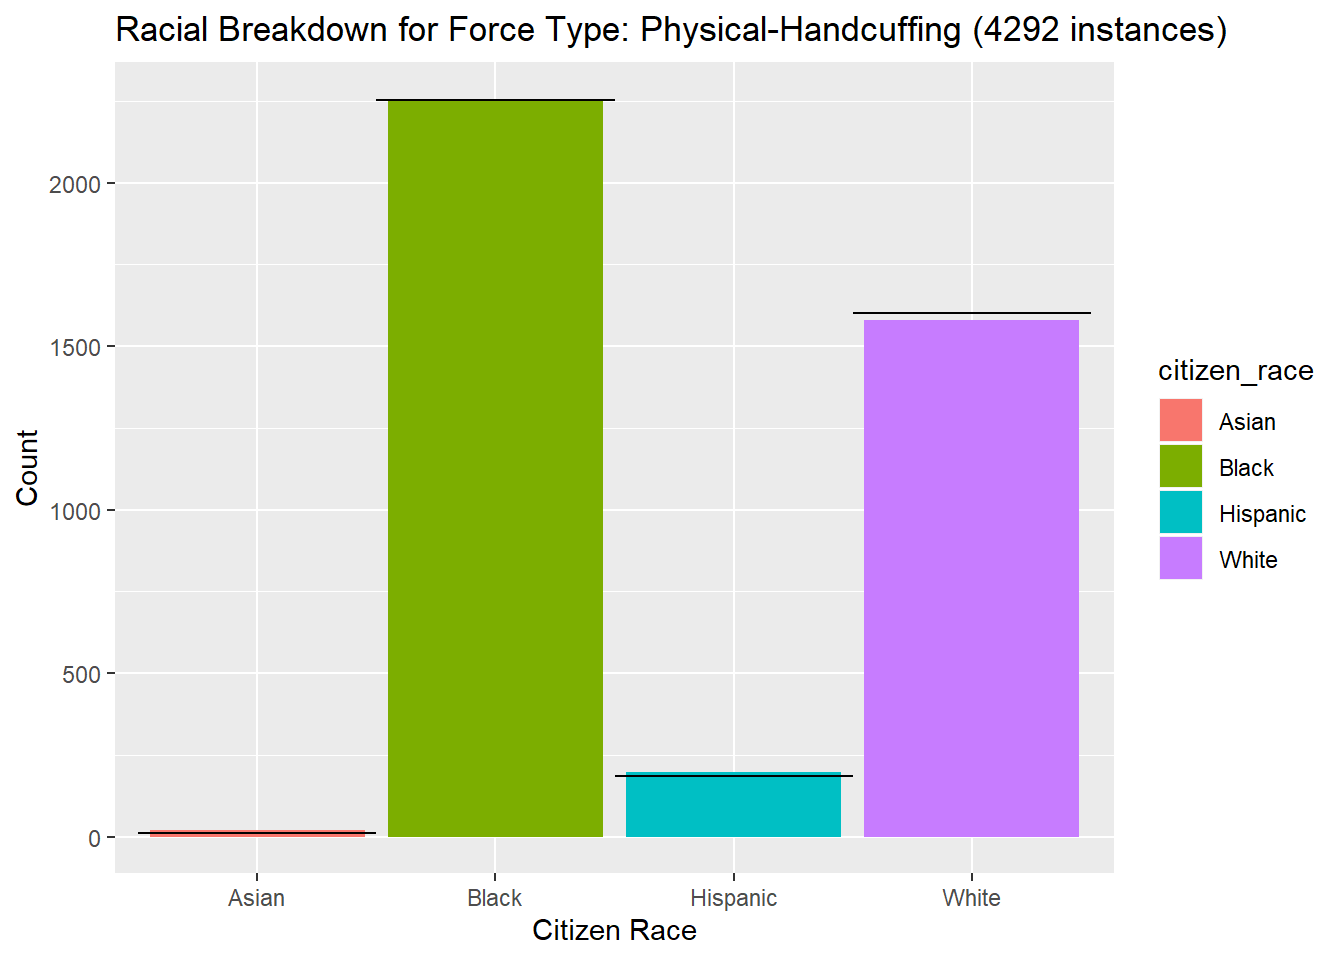 Racial Breakdown for Force Type: Physical-Handcuffing (4292 instances)
Count
2000
1500
1000
500
0
Asian
Black
Hispanic
White
Citizen Race
citizen_race
Asian
Black
Hispanic
White